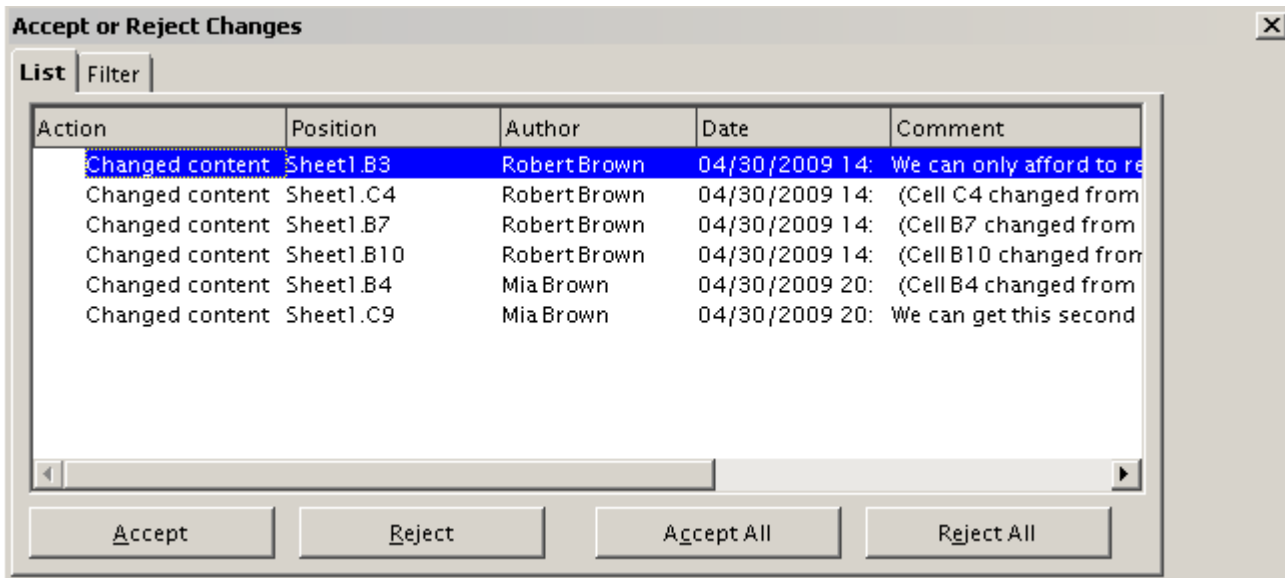 Accept or Reject Changes
List Filter
Action Position Author Date Comment
Changed content Sheet1.B3 Robert Brown 04/30/2009 14: We can only afford to re
Changed content Sheet1.C4 Robert Brown 04/30/2009 14: (Cell C4 changed from
Changed content Sheet1.B7 Robert Brown 04/30/2009 14: (Cell B7 changed from
Changed content Sheet1.B10 Robert Brown 04/30/2009 14: (Cell B10 changed from
Changed content Sheet1.B4 Mia Brown 04/30/2009 20: (Cell B4 changed from
Changed content Sheet1.C9 Mia Brown 04/30/2009 20: We can get this second
Accept Reject Accept All Reject All